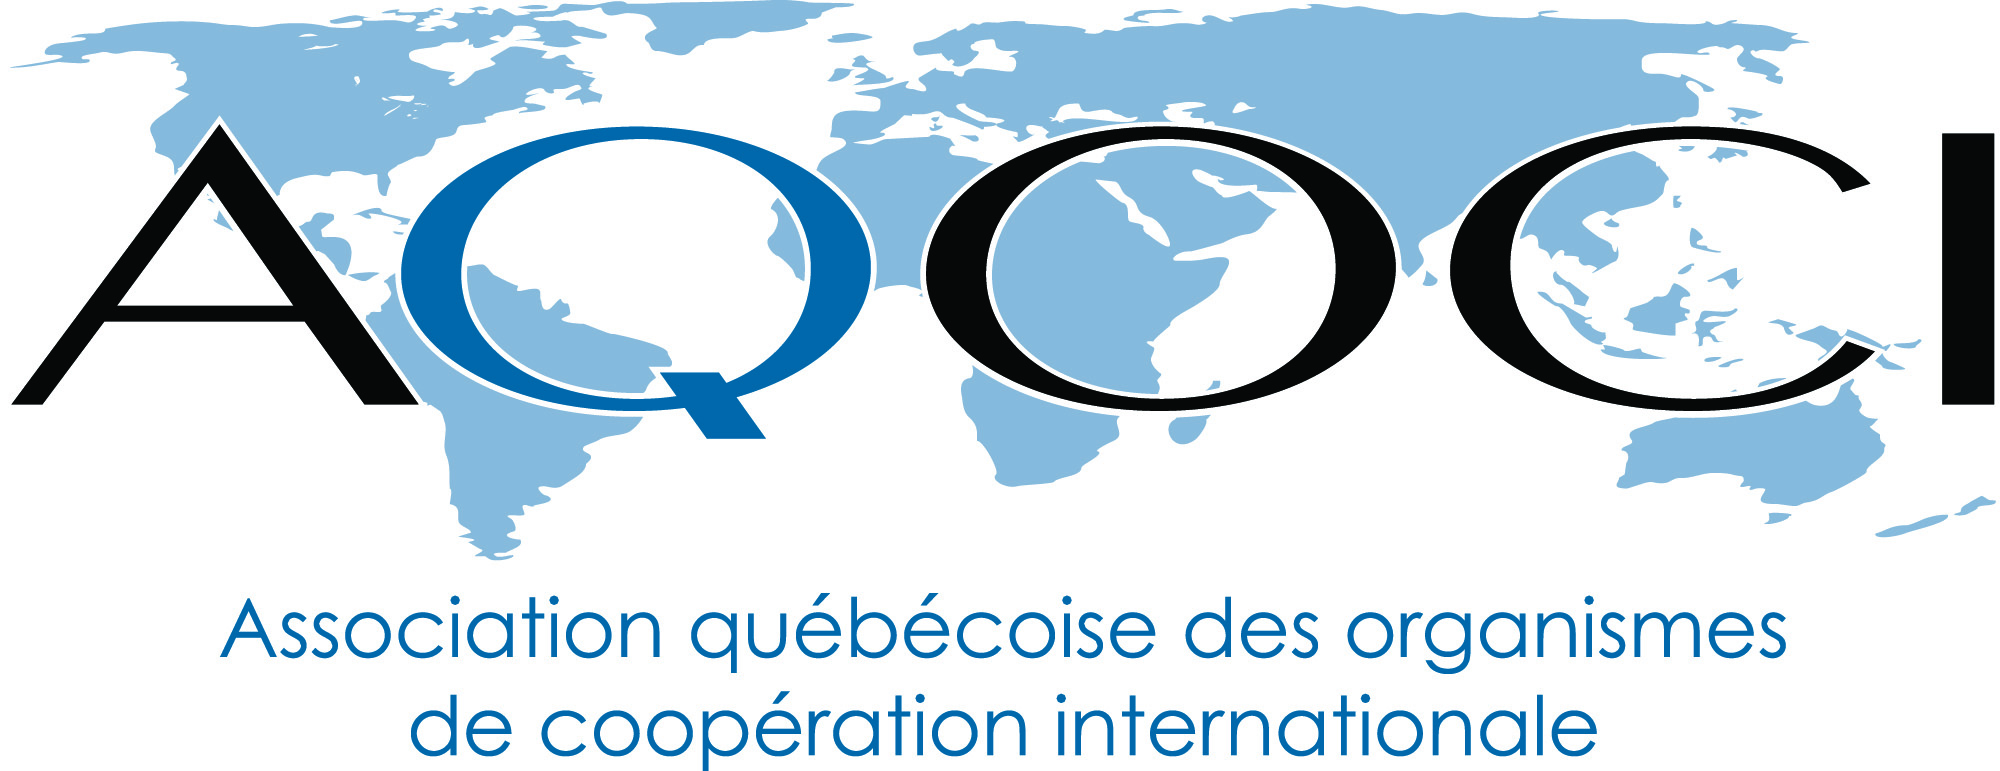 AQOCI
Association québécoise des organismes
de coopération internationale